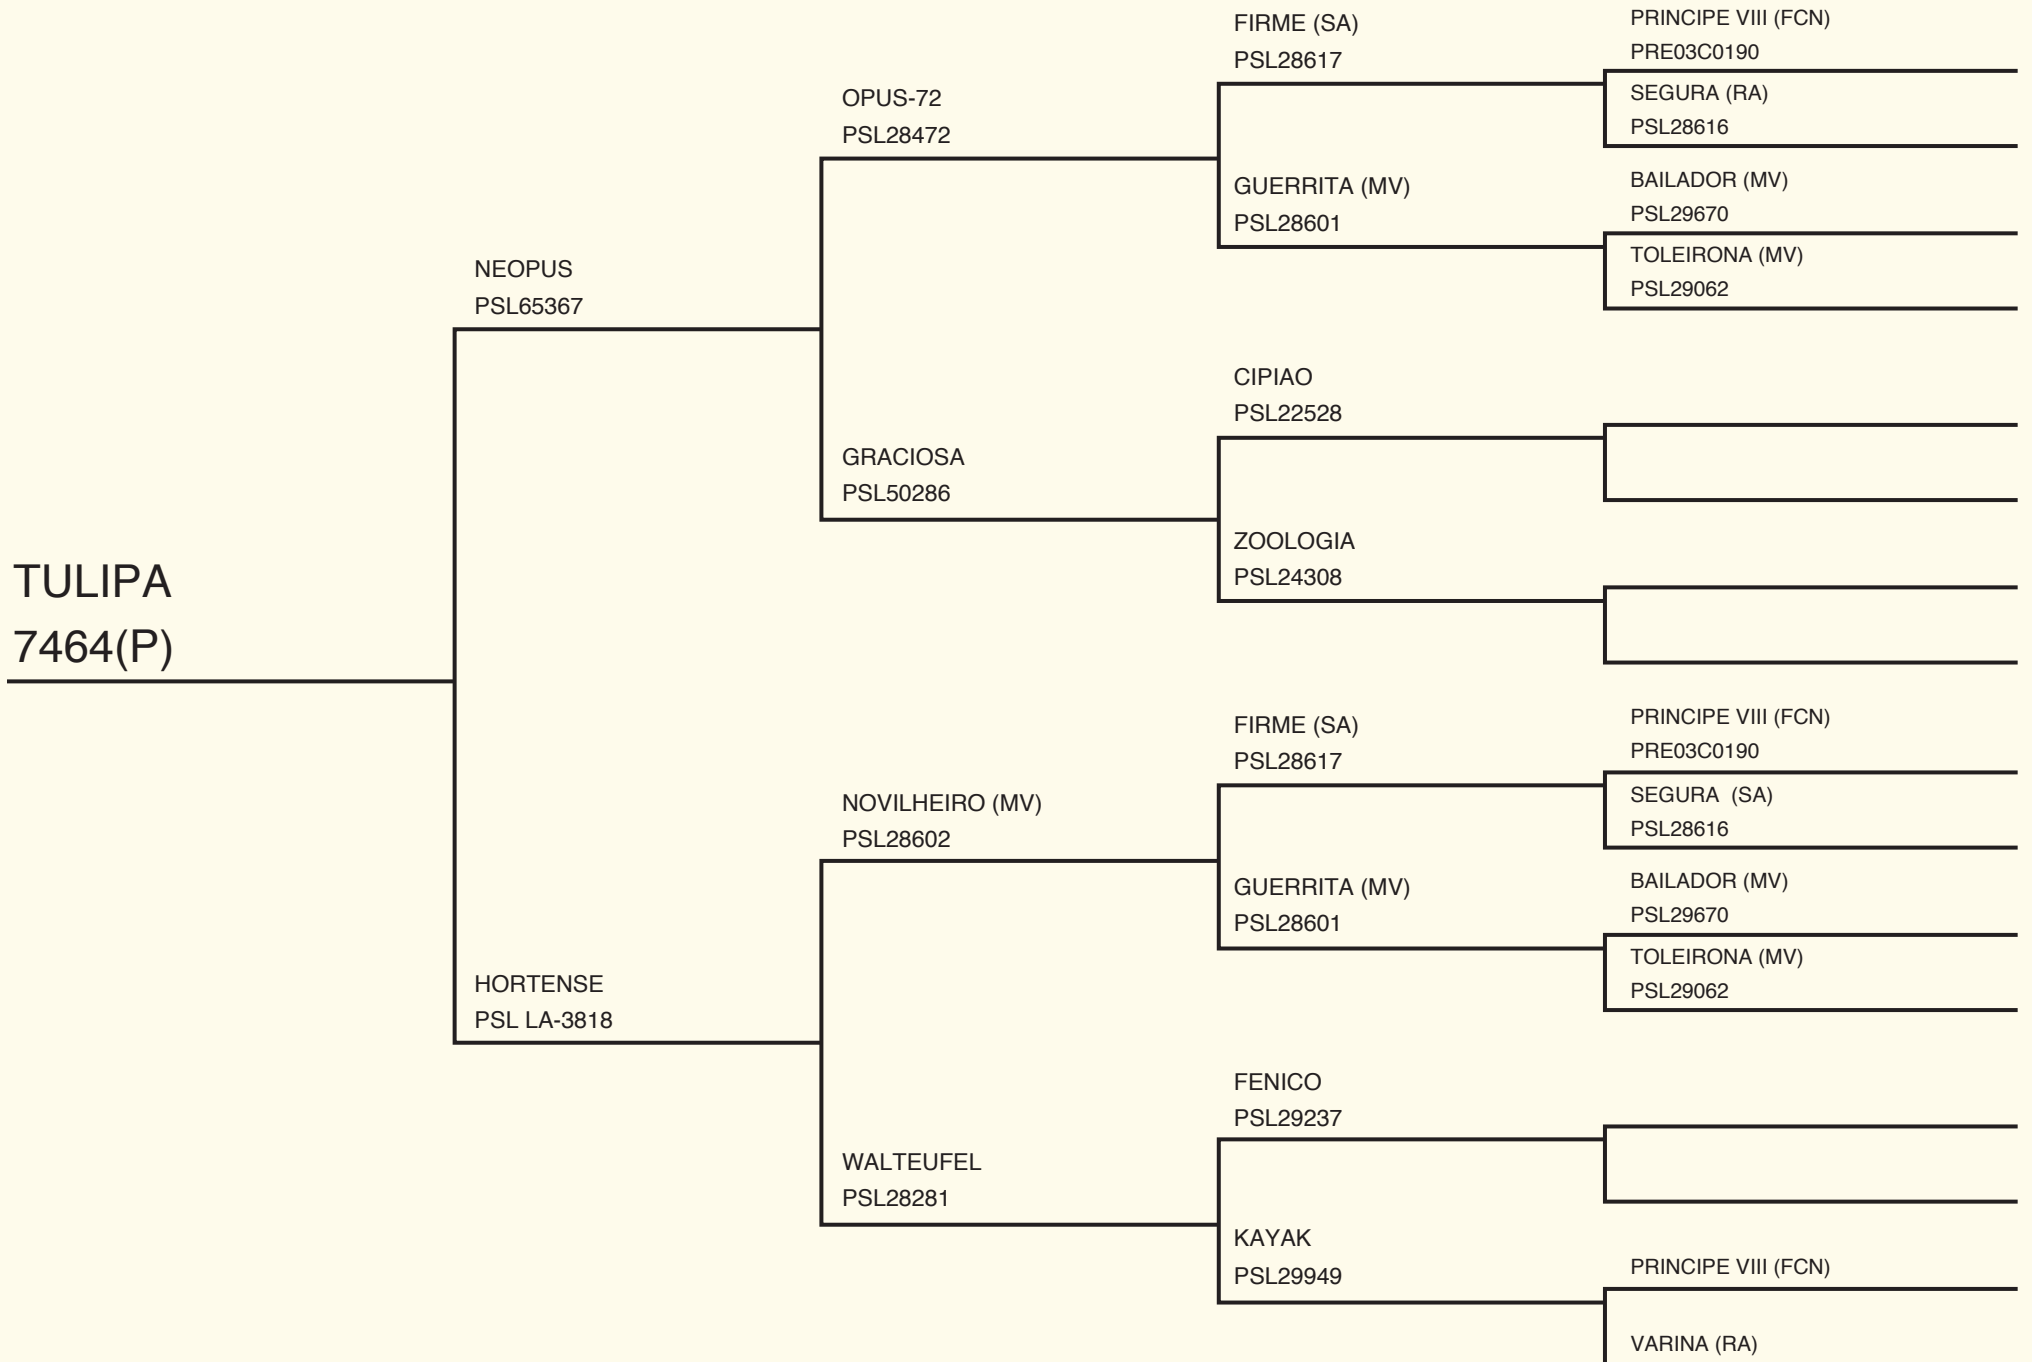 TULIPA
7464(P)
NEOPUS
PSL65367
HORTENSE
PSL LA-3818
OPUS-72
PSL28472
GRACIOSA
PSL50286
NOVILHEIRO (MV)
PSL28602
WALTEUFEL
PSL28281
FIRME (SA)
PSL28617
GUERRITA (MV)
PSL28601
CIPIAO
PSL22528
ZOOLOGIA
PSL24308
FIRME (SA)
PSL28617
GUERRITA (MV)
PSL28601
FENICO
PSL29237
KAYAK
PSL29949
PRINCIPE VIII (FCN)
PRE03C0190
SEGURA (RA)
PSL28616
BAILADOR (MV)
PSL29670
TOLEIRONA (MV)
PSL29062
PRINCIPE VIII (FCN)
PRE03C0190
SEGURA  (SA)
PSL28616
BAILADOR (MV)
PSL29670
TOLEIRONA (MV)
PSL29062
PRINCIPE VIII (FCN)
VARINA (RA)